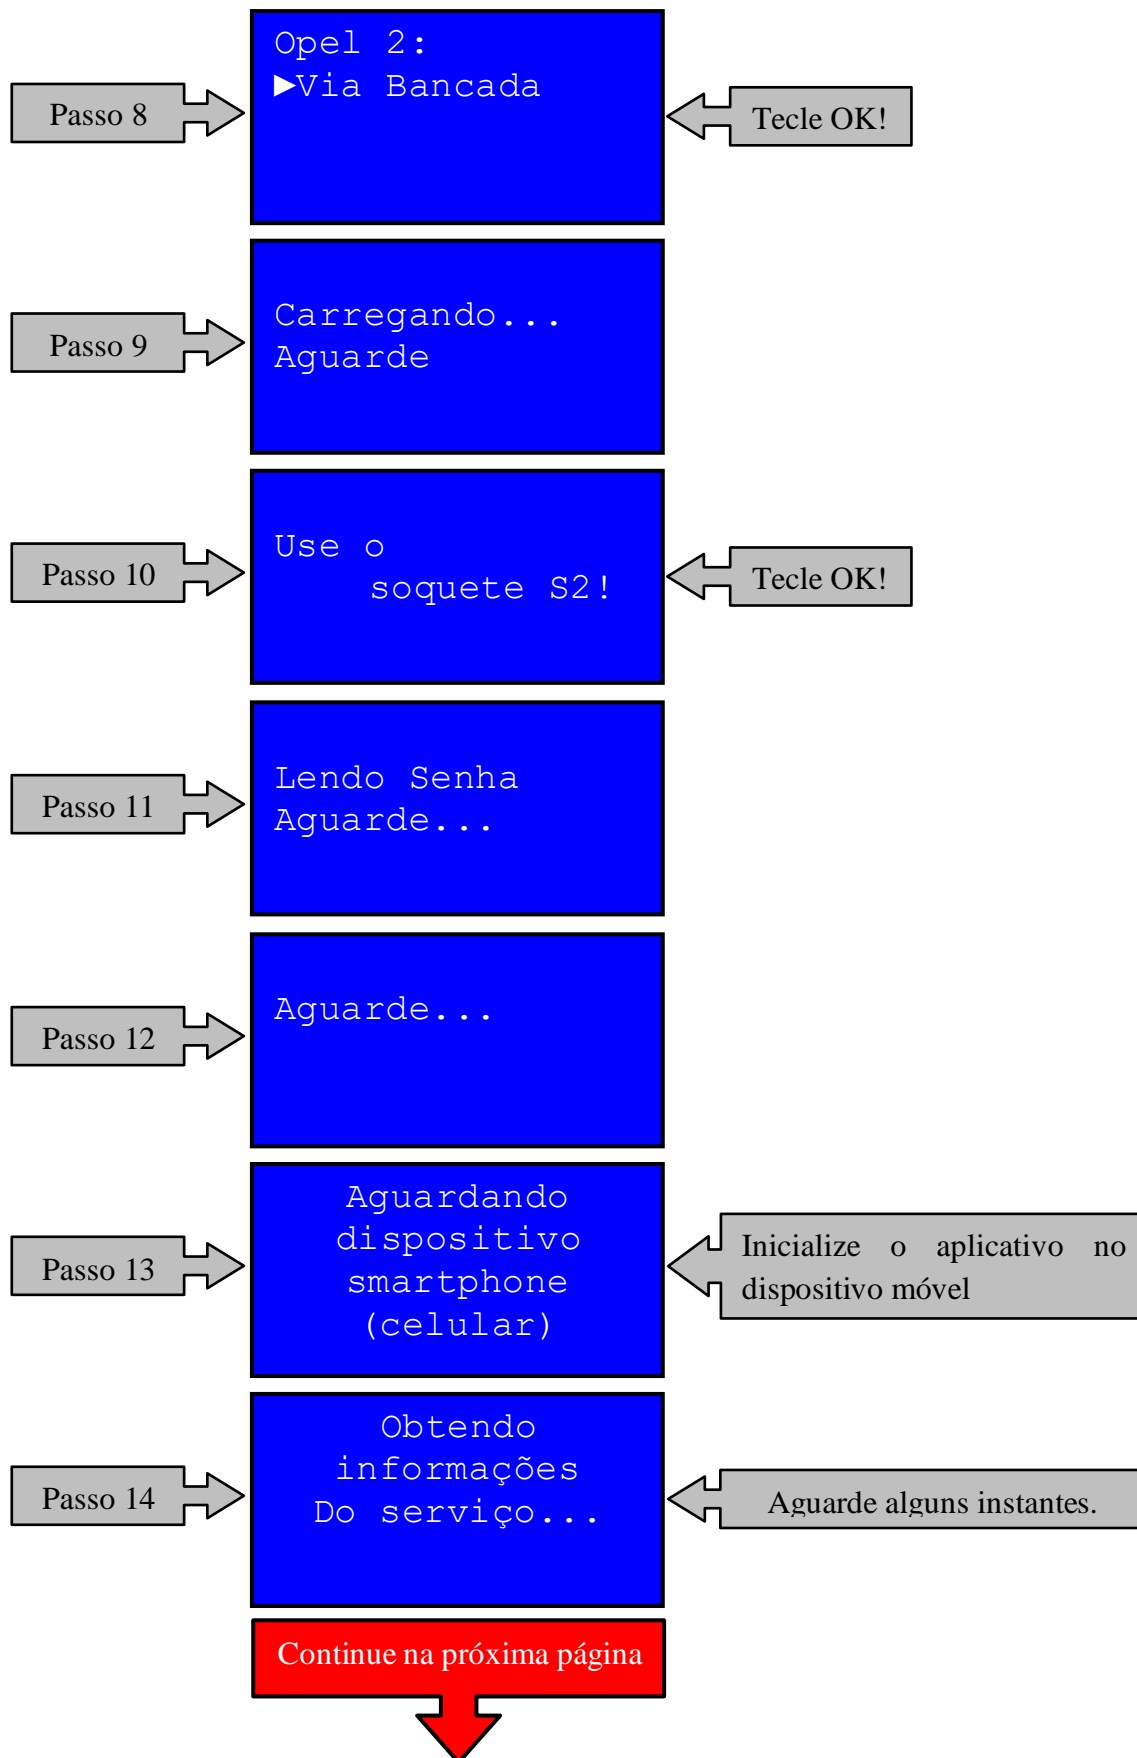 Opel 2:
►Via Bancada
Passo 8
Tecle OK!
Carregando...
Aguarde
Passo 9
Use o
soquete S2!
Passo 10
Tecle OK!
Lendo Senha
Aguarde...
Passo 11
Aguarde...
Passo 12
Aguardando
dispositivo
smartphone
(celular)
Passo 13
Inicialize o aplicativo no
dispositivo móvel
Obtendo
informações
Do serviço...
Passo 14
Aguarde alguns instantes.
Continue na próxima página